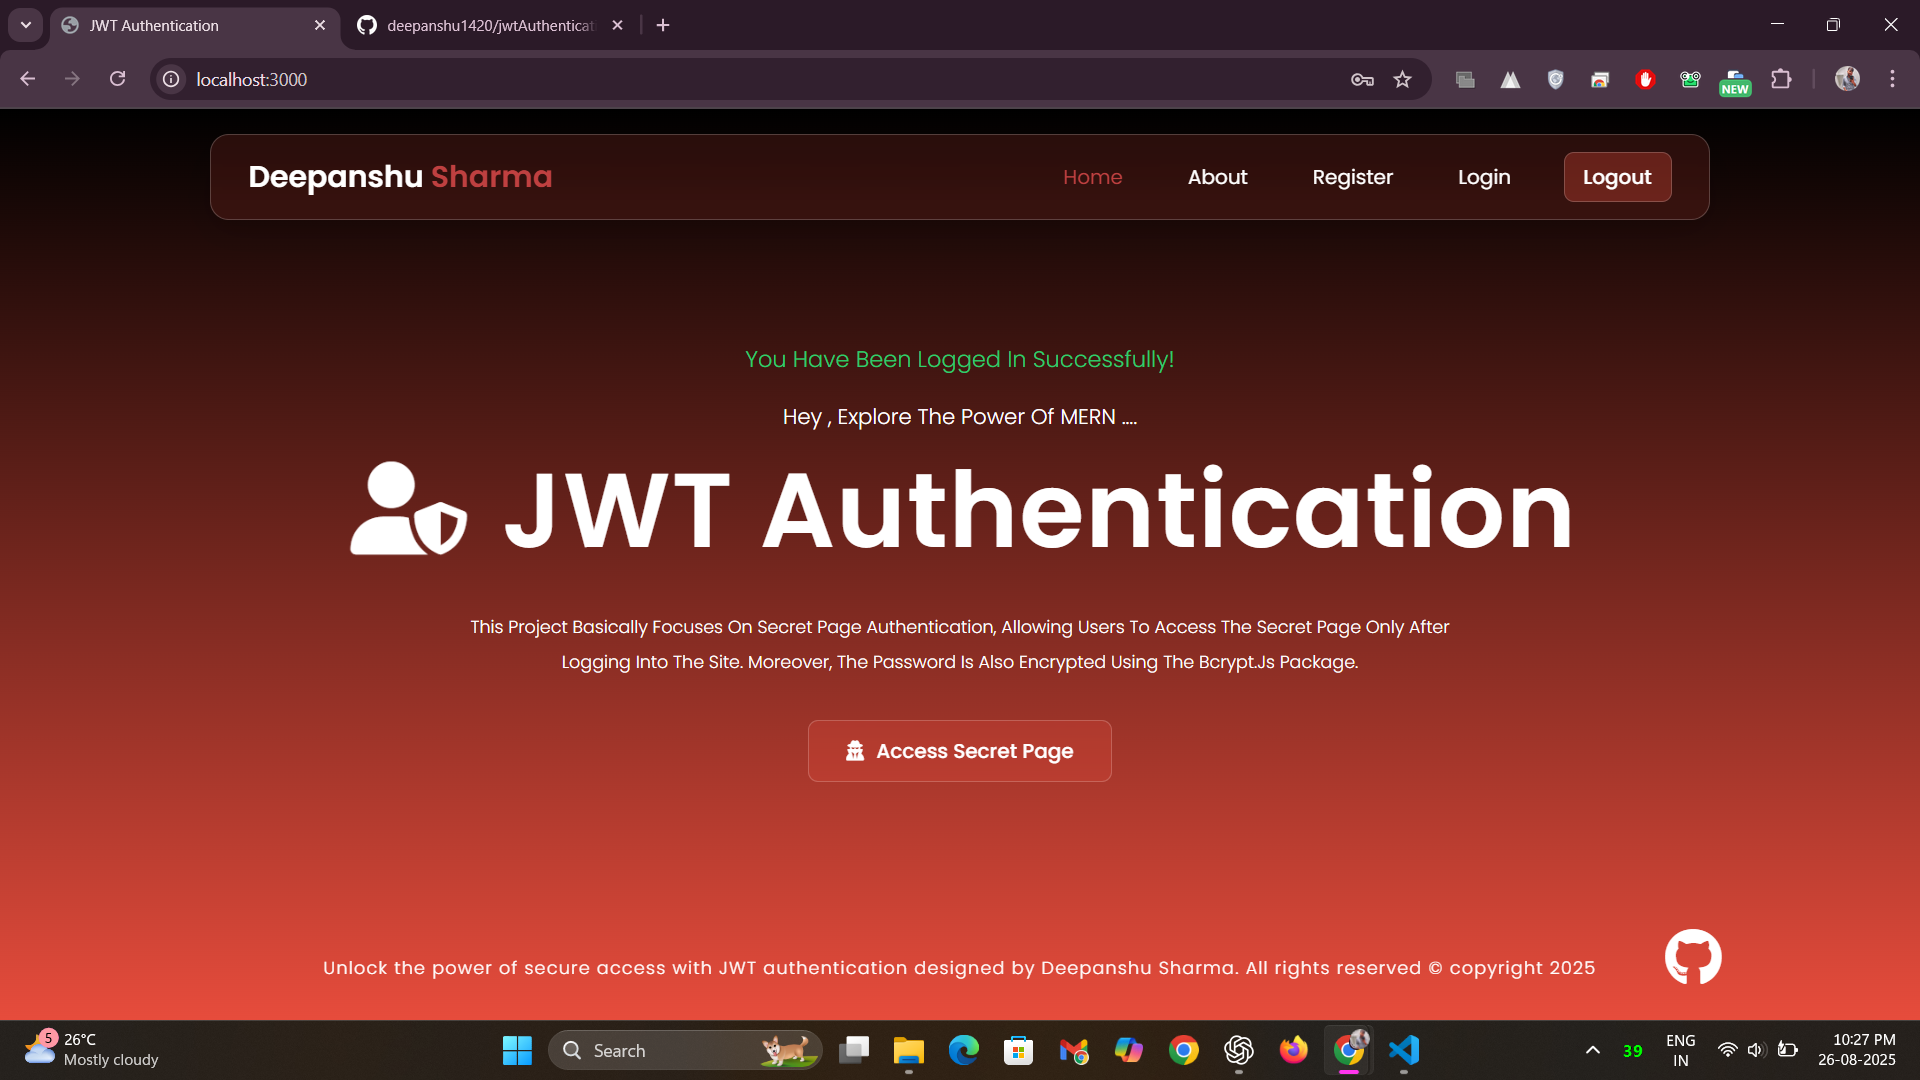 JWT Authentication
deepanshu1420/jwtAuthenticat
localhost:3000
NEW
Deepanshu Sharma
Home
About
Register
Login
Logout
You Have Been Logged In Successfully!
Hey , Explore The Power Of MERN ....
JWT Authentication
This Project Basically Focuses On Secret Page Authentication, Allowing Users To Access The Secret Page Only After
Logging Into The Site. Moreover, The Password Is Also Encrypted Using The Bcrypt.Js Package.
Access Secret Page
Unlock the power of secure access with JWT authentication designed by Deepanshu Sharma. All rights reserved © copyright 2025
5
26°C
Mostly cloudy
Search
39
ENG
IN
10:27 PM
26-08-2025